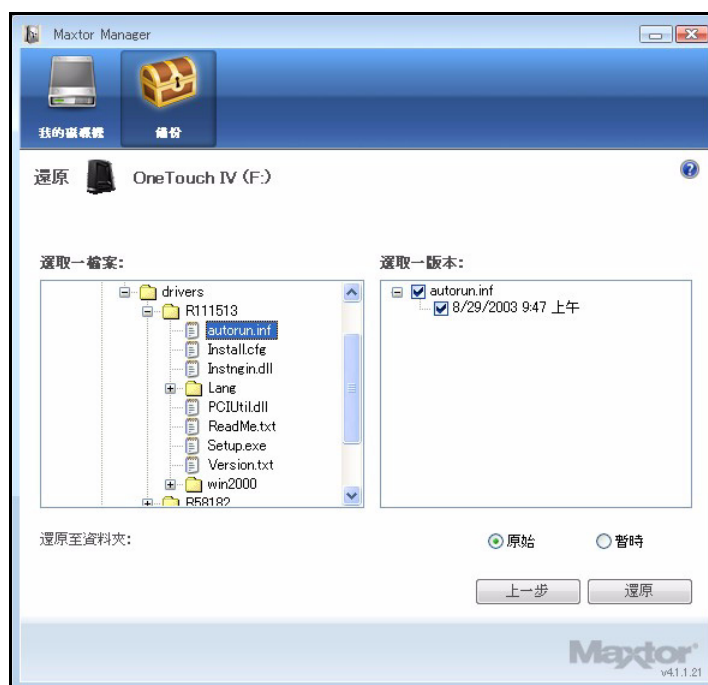 Maxtor Manager
我的磁碟機
備份
還原 OneTouch IV (F:)
選取一檔案:
drivers
R111513
autorun.inf
Install.cfg
Instngin.dll
Lang
PCIUtil.dll
ReadMe.txt
Setup.exe
Version.txt
win2000
R58182
選取一版本:
autorun.inf
8/29/2003 9:47 上午
還原至資料夾:
原始
暫時
上一步
還原
Maxtor
v4.1.1.21